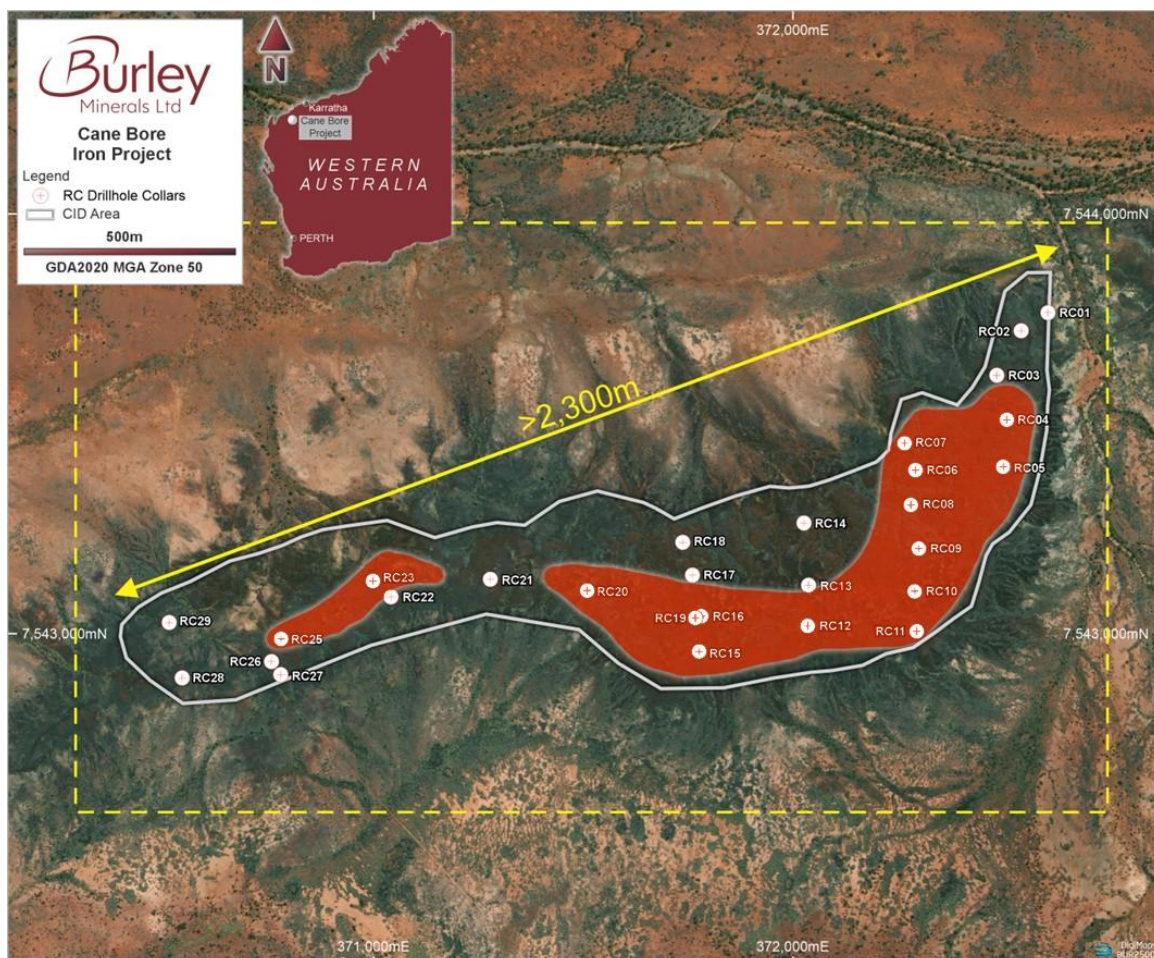 Burley
Minerals Ltd
Cane Bore
Iron Project
Legend
RC Drillhole Collars
CID Area
500m
GDA2020 MGA Zone 50
N
Karratha
Cane Bore
Project
WESTERN
AUSTRALIA
PERTH
372,000mE
7,544,000mN
>2,300m
RC01
RC02
RC03
RC04
RC07
RC05
RC06
RC08
RC14
RC18
RC09
RC17
RC23
RC21
RC13
RC20
RC10
RC22
RC19
RC16
RC29
RC12
RC11
7,543,000mN
RC25
RC15
RC26
RC27
RC28
371,000mE
372,000mE
DigiMaps